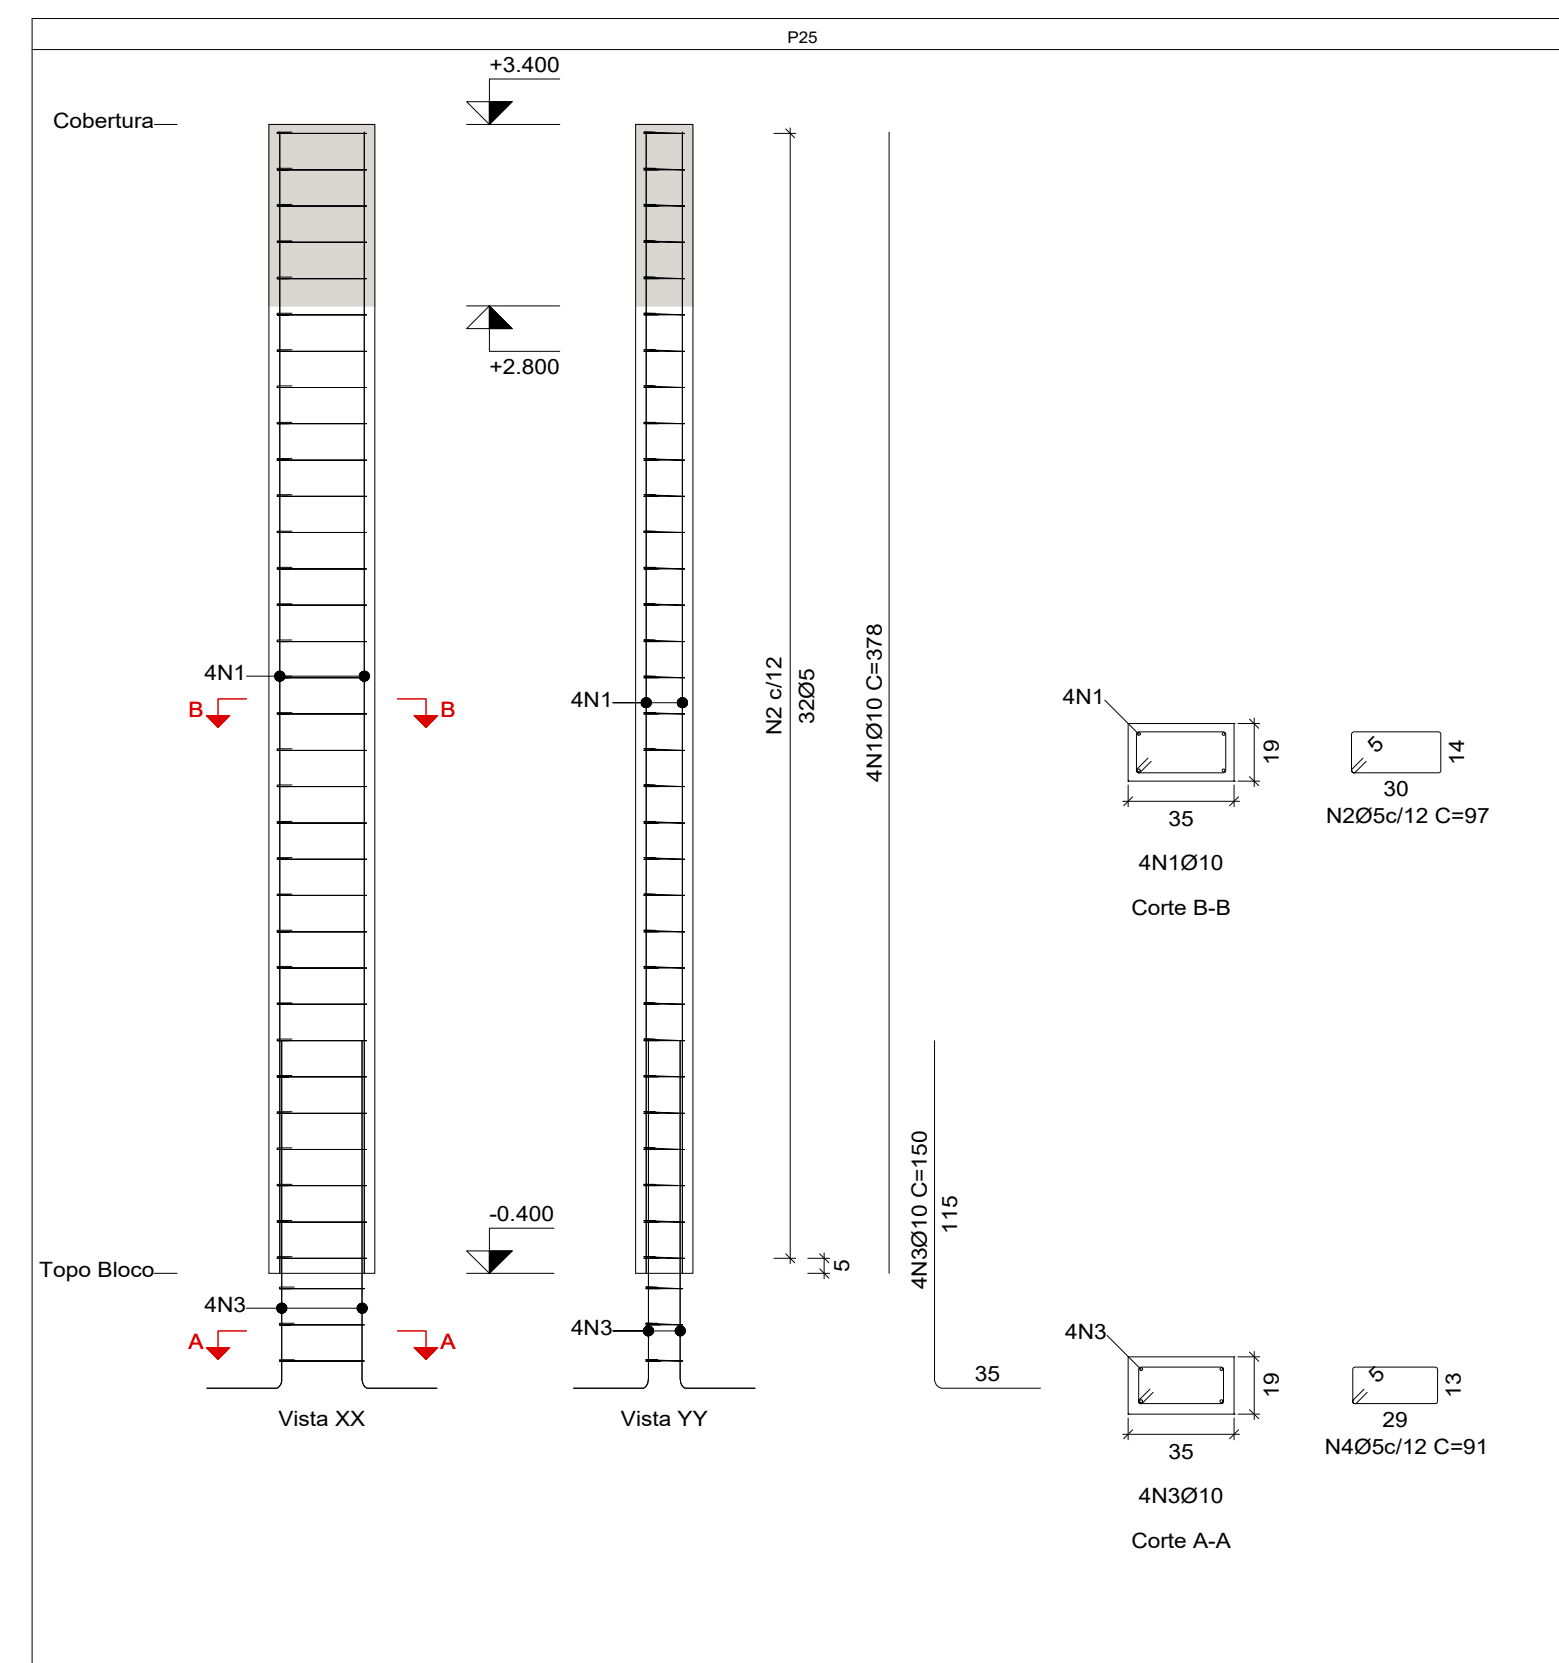 P25
+3.400
Cobertura
+2.800
4N1
B
B
4N1
N2 c/12
32Ø5
4N1Ø10 C=378
4N1
19
35
4N1Ø10
Corte B-B
5
14
30
N2Ø5c/12 C=97
-0.400
Topo Bloco
5
4N3
A
A
4N3
4N3Ø10 C=150
115
35
Vista XX
Vista YY
4N3
19
35
4N3Ø10
Corte A-A
5
13
29
N4Ø5c/12 C=91